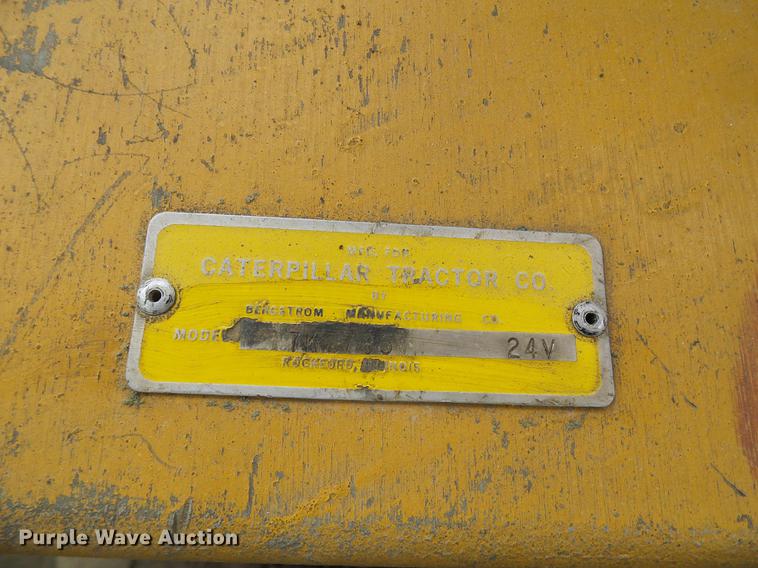 MFG. FOR
CATERPILLAR TRACTOR CO.
BY
BERGSTROM MANUFACTURING CO.
MODEL 24V
ROCKFORD, ILLINOIS
Purple Wave Auction